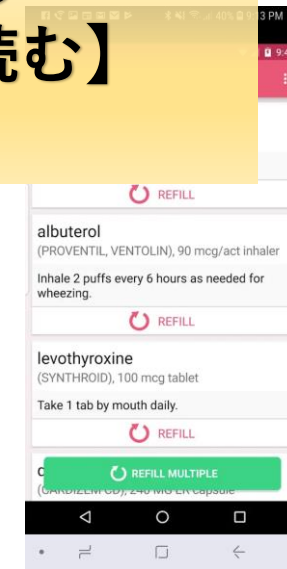 読む】
REFILL
albuterol
(PROVENTIL, VENTOLIN), 90 mcg/act inhaler
Inhale 2 puffs every 6 hours as needed for
wheezing.
REFILL
levothyroxine
(SYNTHROID), 100 mcg tablet
Take 1 tab by mouth daily.
REFILL
REFILL MULTIPLE